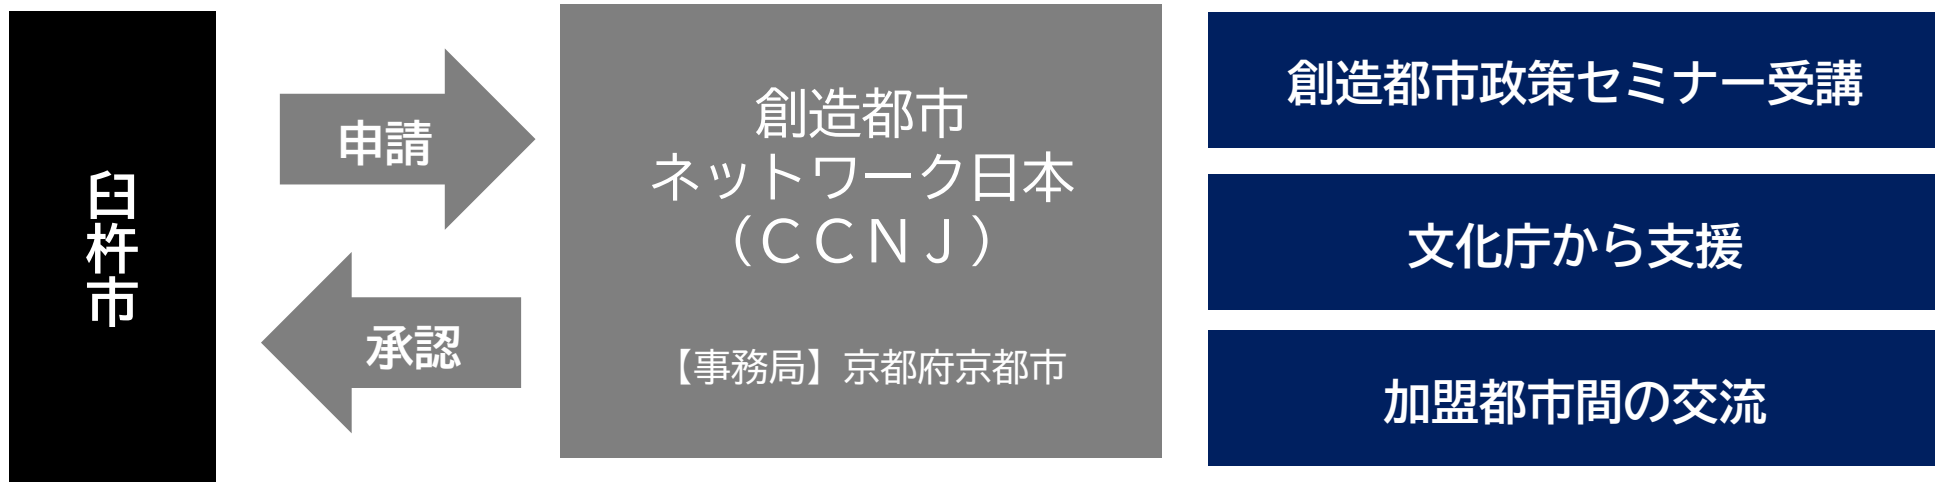 臼杵市
申請
承認
創造都市
ネットワーク日本
（ＣＣＮＪ）
【事務局】京都府京都市
創造都市政策セミナー受講
文化庁から支援
加盟都市間の交流